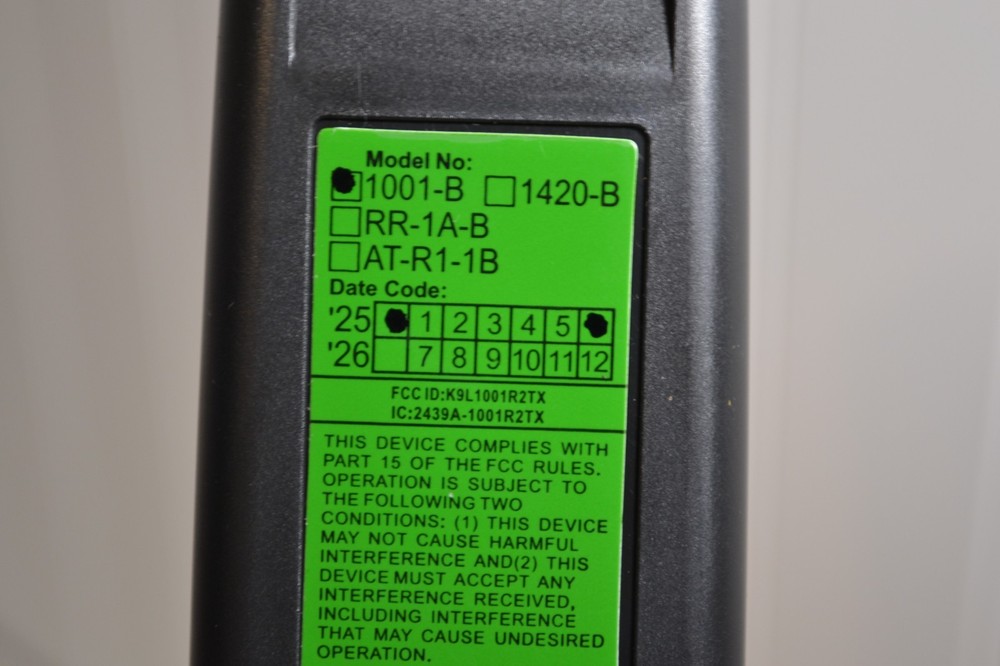 Model No:
1001-B 1420-B
RR-1A-B
AT-R1-1B
Date Code:
'25 1 2 3 4 5
'26 7 8 9 10 11 12
FCC ID:K9L1001R2TX
IC:2439A-1001R2TX
THIS DEVICE COMPLIES WITH
PART 15 OF THE FCC RULES.
OPERATION IS SUBJECT TO
THE FOLLOWING TWO
CONDITIONS: (1) THIS DEVICE
MAY NOT CAUSE HARMFUL
INTERFERENCE AND(2) THIS
DEVICE MUST ACCEPT ANY
INTERFERENCE RECEIVED,
INCLUDING INTERFERENCE
THAT MAY CAUSE UNDESIRED
OPERATION.